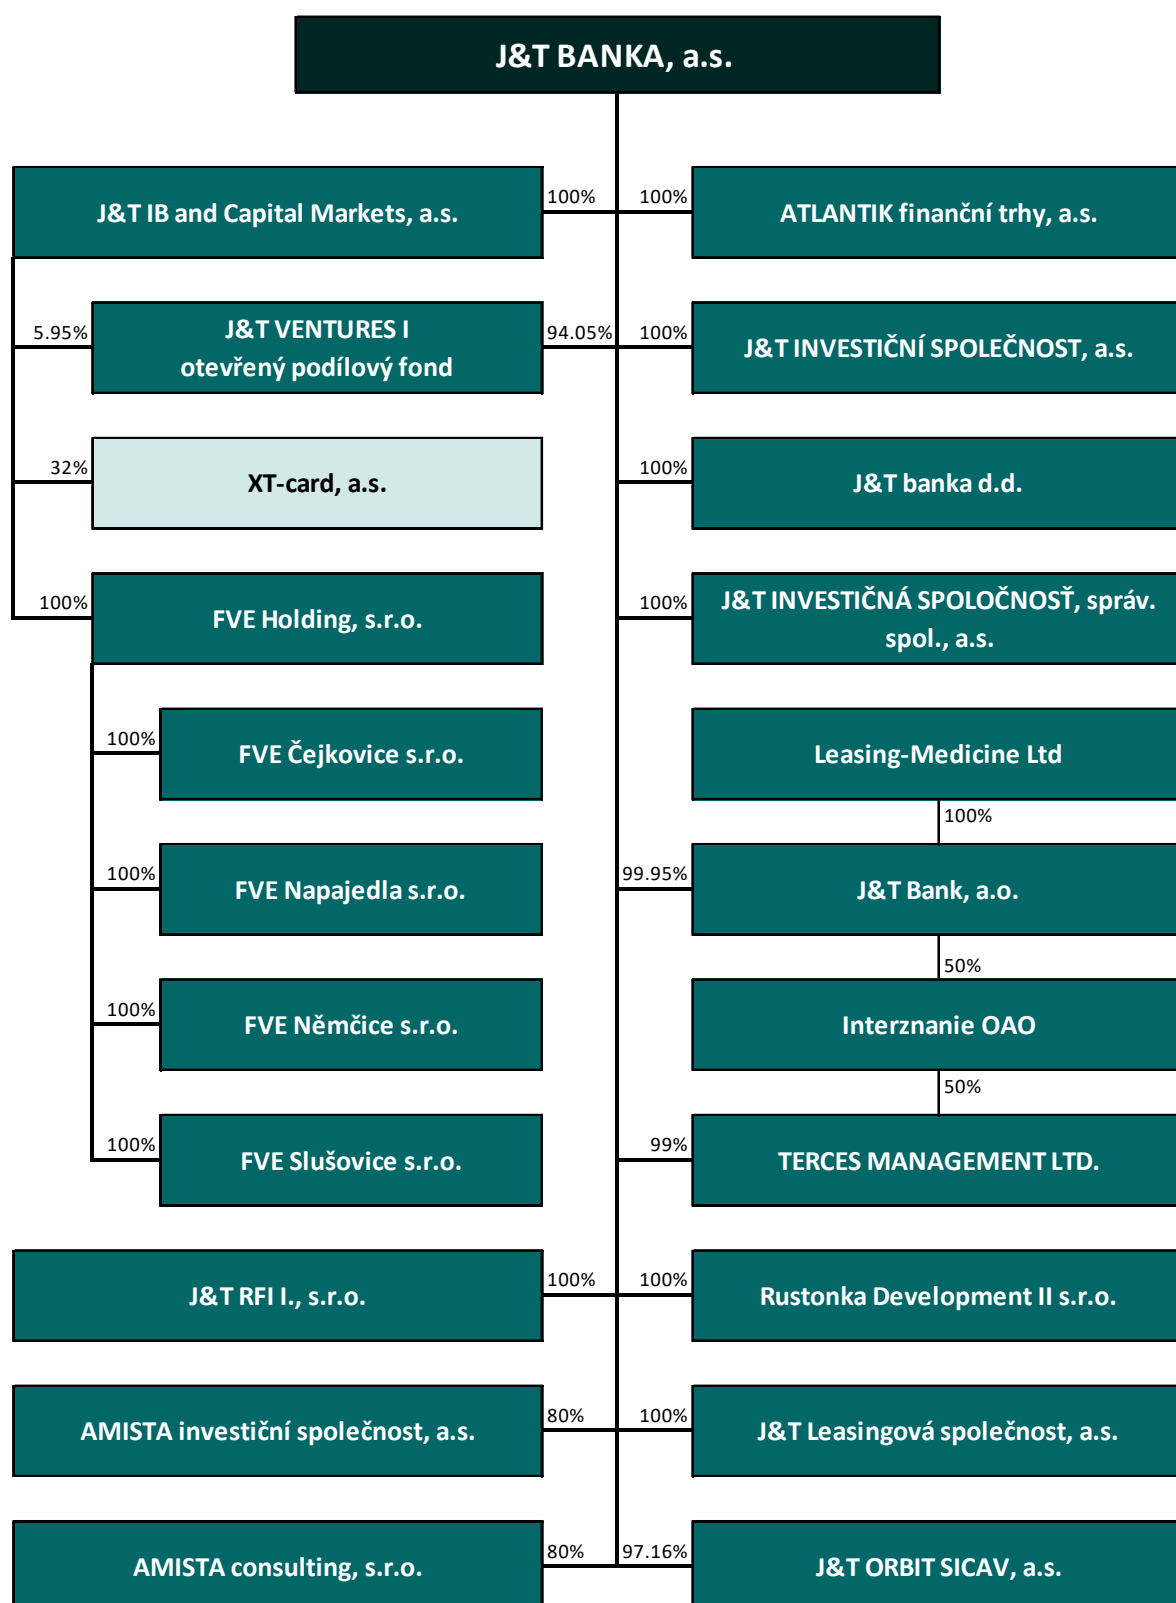 J&T BANKA, a.s.
J&T IB and Capital Markets, a.s.
100%
100%
ATLANTIK finanční trhy, a.s.
5.95%
J&T VENTURES I
otevřený podílový fond
94.05%
100%
J&T INVESTIČNÍ SPOLEČNOST, a.s.
32%
XT-card, a.s.
100%
J&T banka d.d.
100%
FVE Holding, s.r.o.
100%
J&T INVESTIČNÁ SPOLOČNOSŤ, správ.
spol., a.s.
100%
FVE Čejkovice s.r.o.
Leasing-Medicine Ltd
100%
100%
FVE Napajedla s.r.o.
99.95%
J&T Bank, a.o.
50%
100%
FVE Němčice s.r.o.
Interznanie OAO
50%
100%
FVE Slušovice s.r.o.
99%
TERCES MANAGEMENT LTD.
J&T RFI I., s.r.o.
100%
100%
Rustonka Development II s.r.o.
AMISTA investiční společnost, a.s.
80%
100%
J&T Leasingová společnost, a.s.
AMISTA consulting, s.r.o.
80%
97.16%
J&T ORBIT SICAV, a.s.